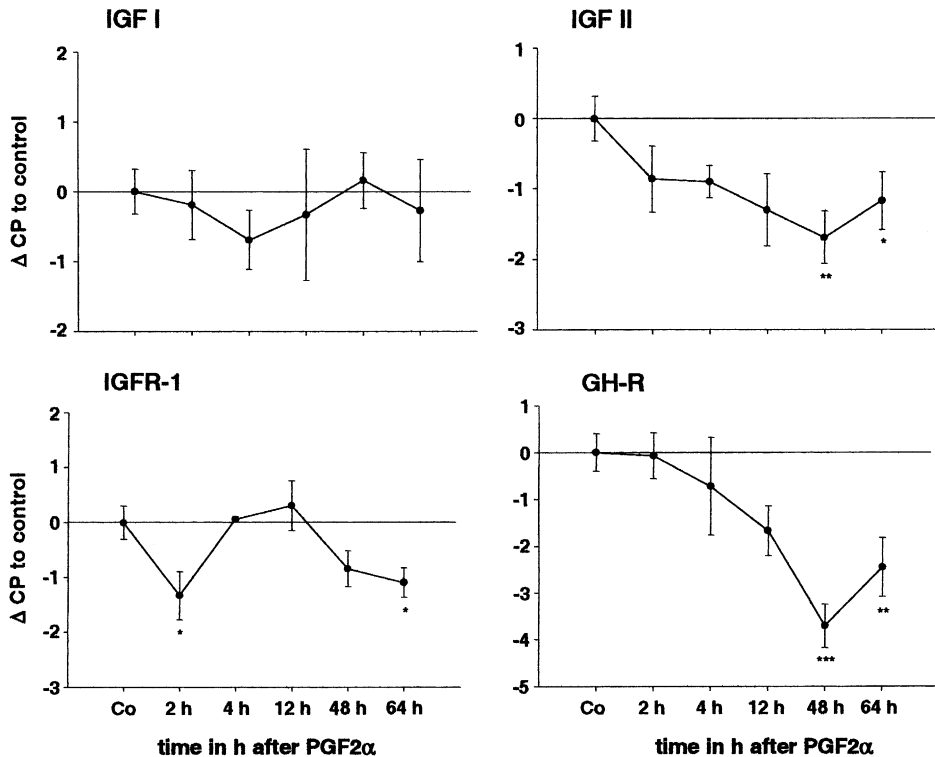 IGF I
2
1
0
-1
-2
Δ CP to control
IGF II
1
0
-1
-2
-3
**
*
IGFR-1
2
1
0
-1
-2
-3
Δ CP to control
*
*
Co 2 h 4 h 12 h 48 h 64 h
time in h after PGF2α
GH-R
1
0
-1
-2
-3
-4
-5
***
**
Co 2 h 4 h 12 h 48 h 64 h
time in h after PGF2α